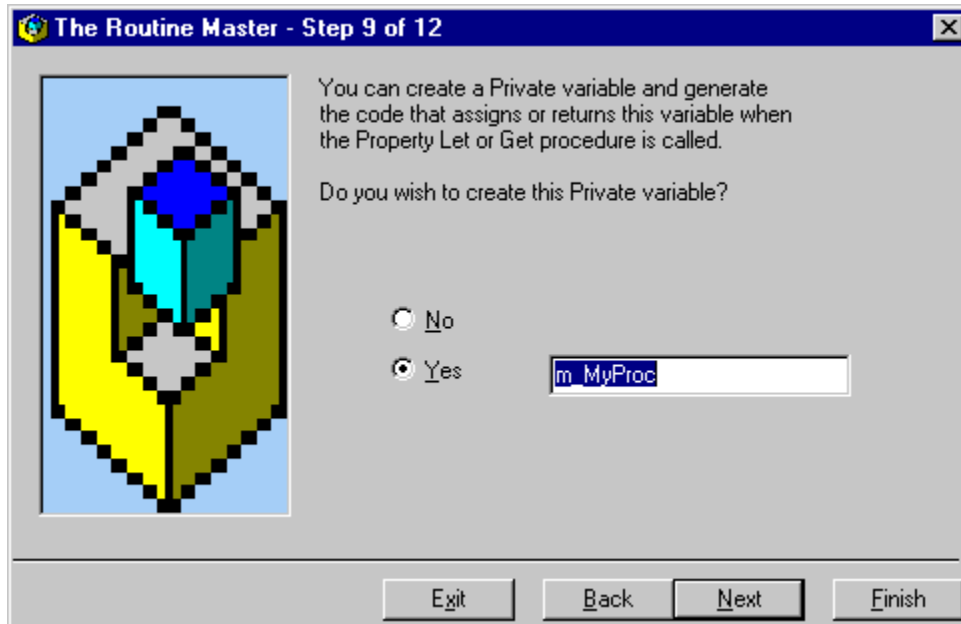 The Routine Master - Step 9 of 12
You can create a Private variable and generate
the code that assigns or returns this variable when
the Property Let or Get procedure is called.
Do you wish to create this Private variable?
No
Yes
m_MyProc
Exit
Back
Next
Finish